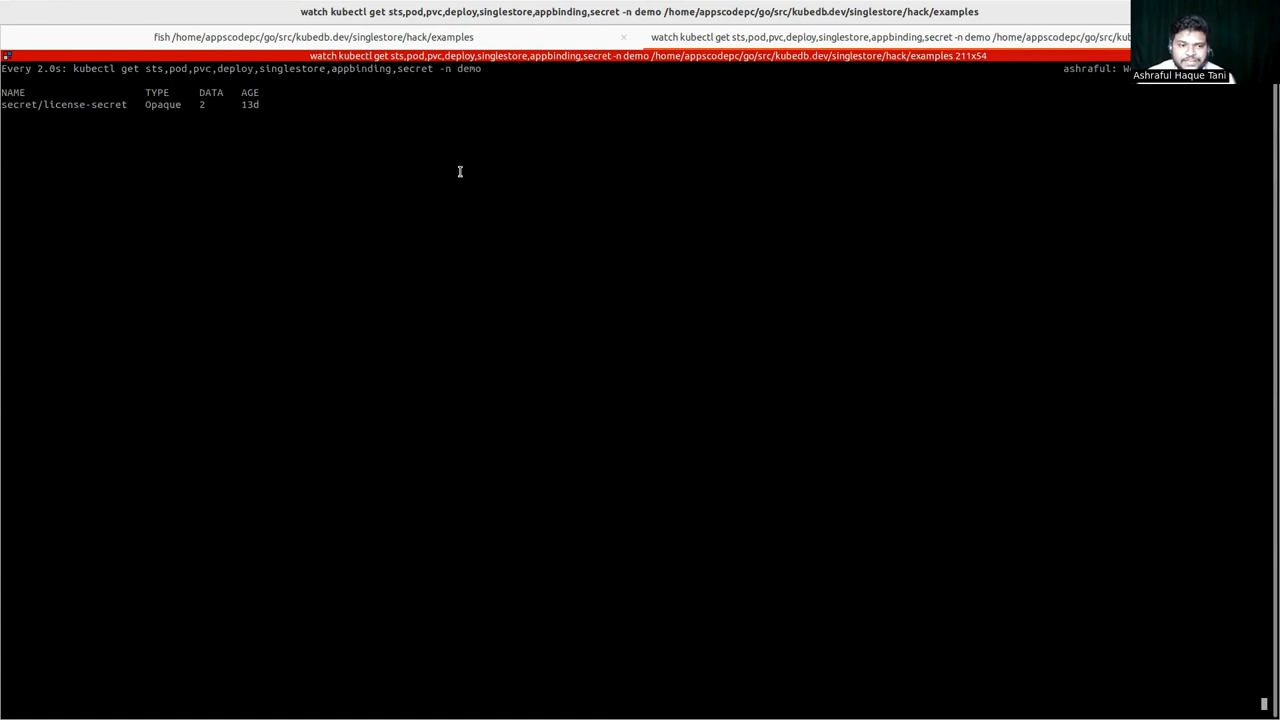 watch kubectl get sts,pod,pvc,deploy,singlestore,appbinding,secret -n demo /home/appscodepc/go/src/kubedb.dev/singlestore/hack/examples
fish /home/appscodepc/go/src/kubedb.dev/singlestore/hack/examples
×
watch kubectl get sts,pod,pvc,deploy,singlestore,appbinding,secret -n demo /home/appscodepc/go/src/kub
watch kubectl get sts,pod,pvc,deploy,singlestore,appbinding,secret -n demo /home/appscodepc/go/src/kubedb.dev/singlestore/hack/examples 211x54
Every 2.0s: kubectl get sts,pod,pvc,deploy,singlestore,appbinding,secret -n demo
ashraful:
Ashraful Haque Tani
NAME TYPE DATA AGE
secret/license-secret Opaque 2 13d